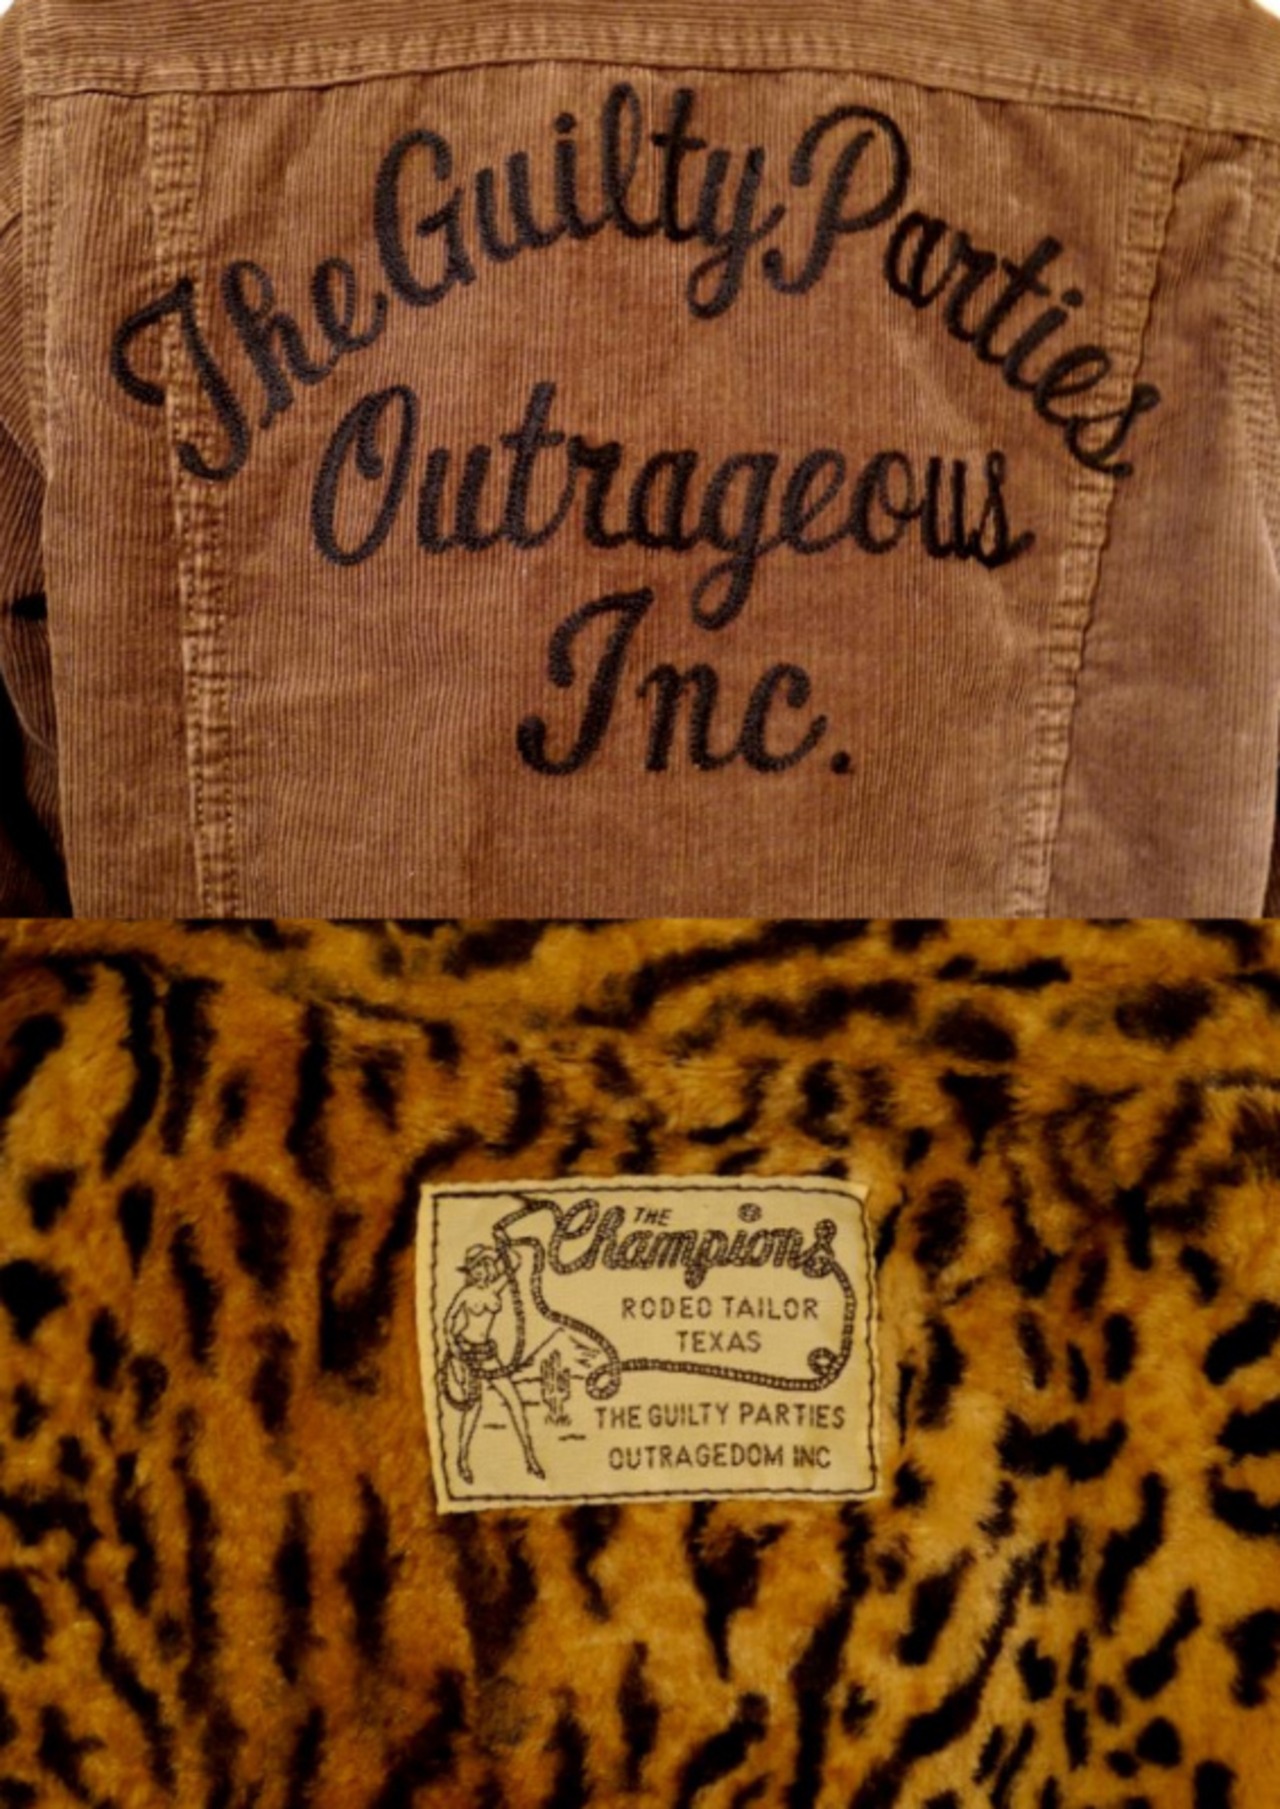 The Guilty Parties
Outrageous
Inc.
THE
Champions
RODEO TAILOR
TEXAS
THE GUILTY PARTIES
OUTRAGEDOM INC